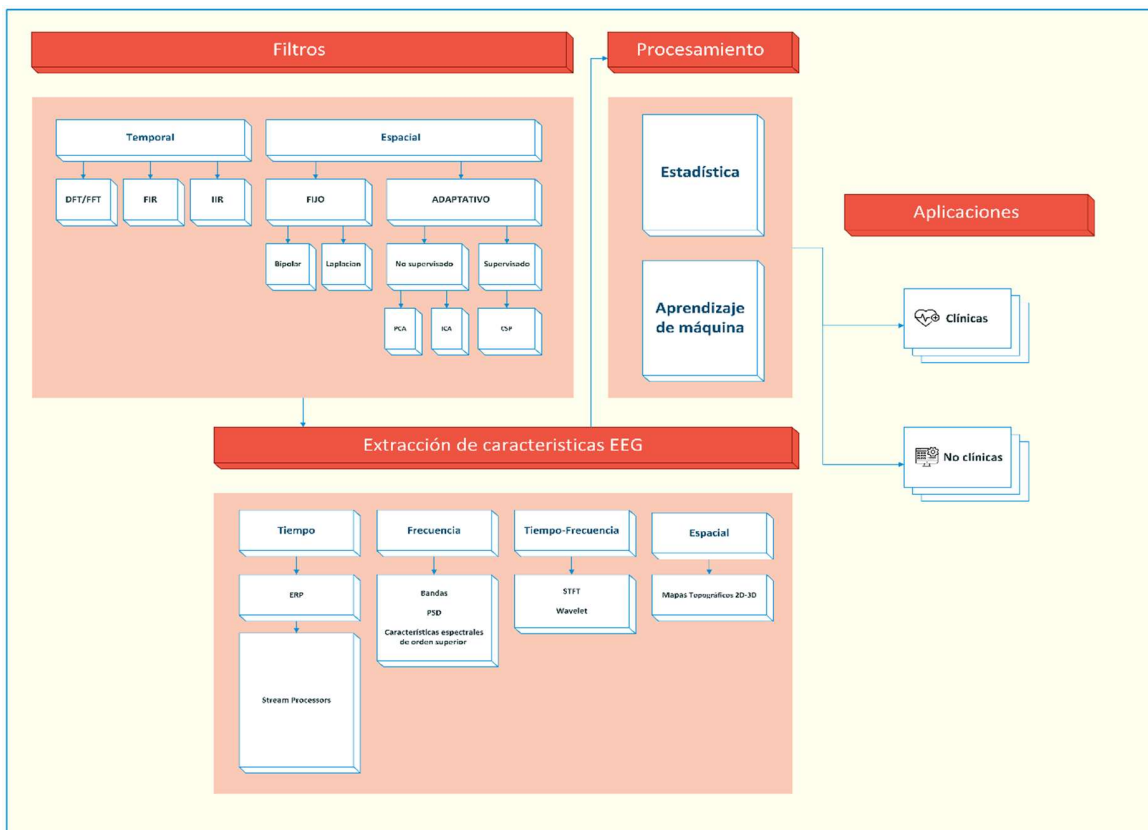 Filtros
Temporal
Espacial
DFT/FFT
FIR
IIR
FIJO
ADAPTATIVO
Bipolar
Laplacian
No supervisado
Supervisado
PCA
ICA
CSP
Procesamiento
Estadística
Aprendizaje
de máquina
Aplicaciones
Clínicas
No clínicas
Extracción de caracteristicas EEG
Tiempo
Frecuencia
Tiempo-Frecuencia
Espacial
ERP
Bandas
PSD
Características espectrales
de orden superior
STFT
Wavelet
Mapas Topográficos 2D-3D
Stream Processors